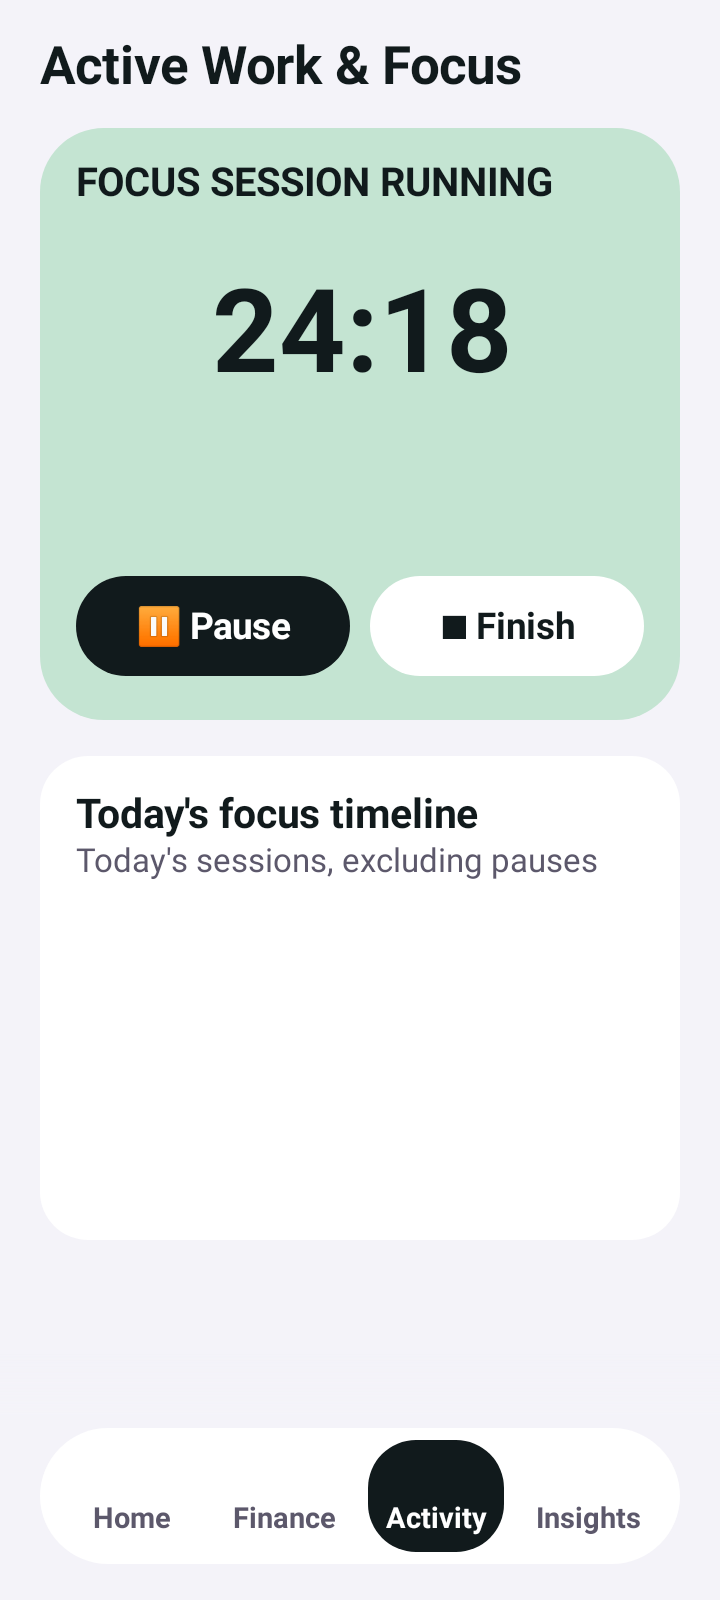 Active Work & Focus
FOCUS SESSION RUNNING
24:18
⏸️ Pause
■ Finish
Today's focus timeline
Today's sessions, excluding pauses
Home
Finance
Activity
Insights